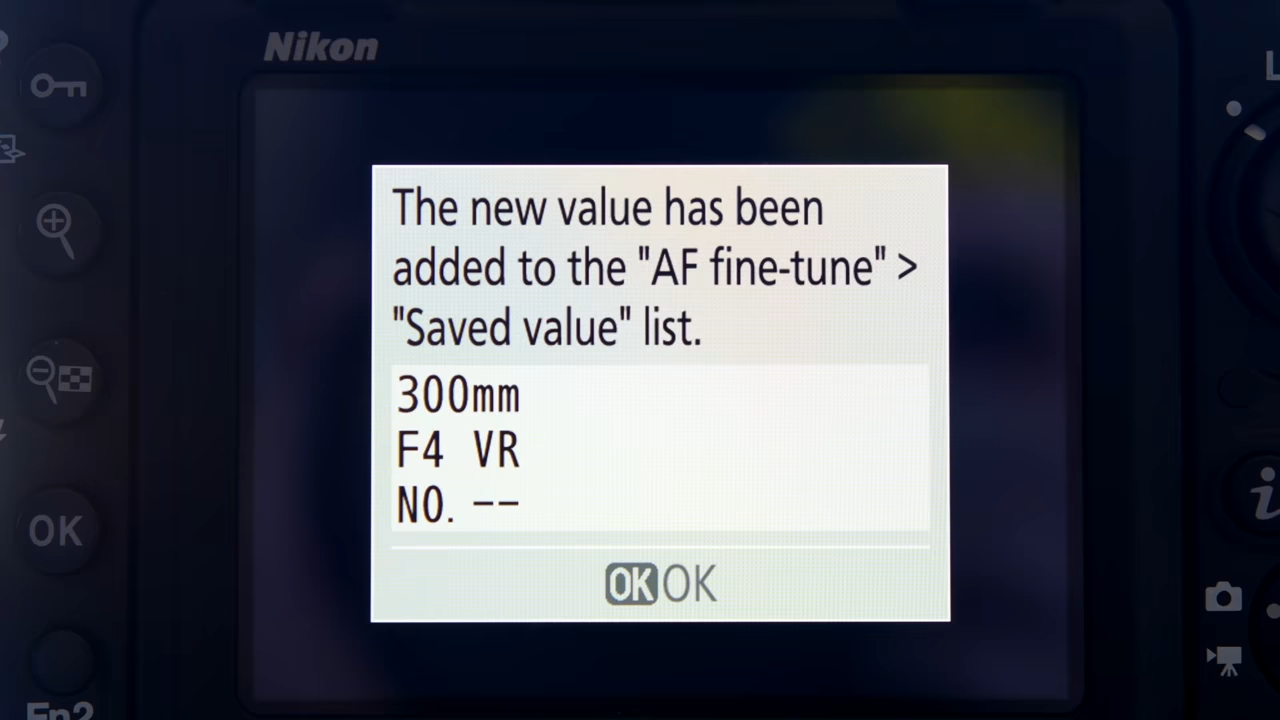 Nikon
The new value has been
added to the "AF fine-tune" >
"Saved value" list.
300mm
F4 VR
NO. --
OK OK
OK
i
Fn2
L